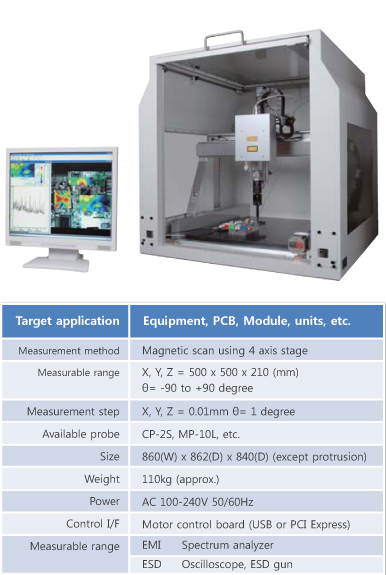 Target application Equipment, PCB, Module, units, etc.
Measurement method Magnetic scan using 4 axis stage
Measurable range X, Y, Z = 500 x 500 x 210 (mm)
θ= -90 to +90 degree
Measurement step X, Y, Z = 0.01mm θ= 1 degree
Available probe CP-2S, MP-10L, etc.
Size 860(W) x 862(D) x 840(D) (except protrusion)
Weight 110kg (approx.)
Power AC 100-240V 50/60Hz
Control I/F Motor control board (USB or PCI Express)
Measurable range EMI Spectrum analyzer
ESD Oscilloscope, ESD gun